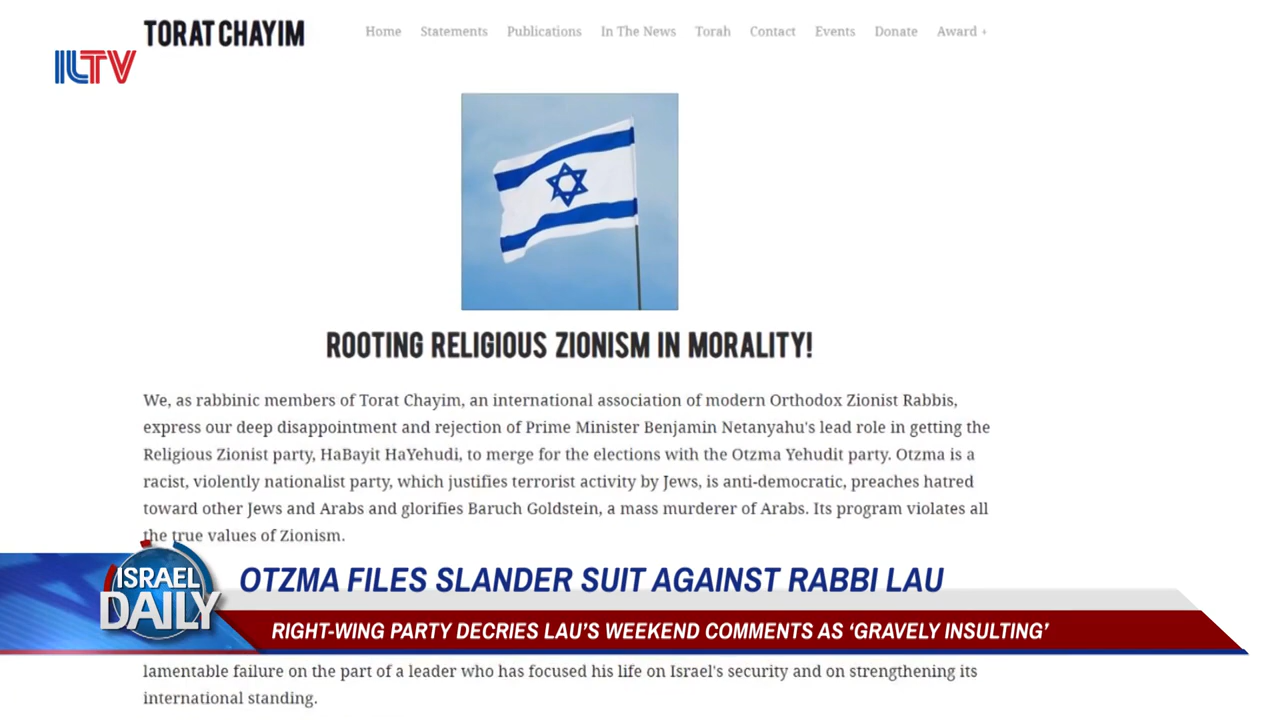 TORAT CHAYIM
Home Statements Publications In The News Torah Contact Events Donate Award +
ILTV
ROOTING RELIGIOUS ZIONISM IN MORALITY!
We, as rabbinic members of Torat Chayim, an international association of modern Orthodox Zionist Rabbis,
express our deep disappointment and rejection of Prime Minister Benjamin Netanyahu's lead role in getting the
Religious Zionist party, HaBayit HaYehudi, to merge for the elections with the Otzma Yehudit party. Otzma is a
racist, violently nationalist party, which justifies terrorist activity by Jews, is anti-democratic, preaches hatred
toward other Jews and Arabs and glorifies Baruch Goldstein, a mass murderer of Arabs. Its program violates all
the true values of Zionism.
ISRAEL
DAILY
OTZMA FILES SLANDER SUIT AGAINST RABBI LAU
RIGHT-WING PARTY DECRIES LAU'S WEEKEND COMMENTS AS ‘GRAVELY INSULTING’
lamentable failure on the part of a leader who has focused his life on Israel's security and on strengthening its
international standing.